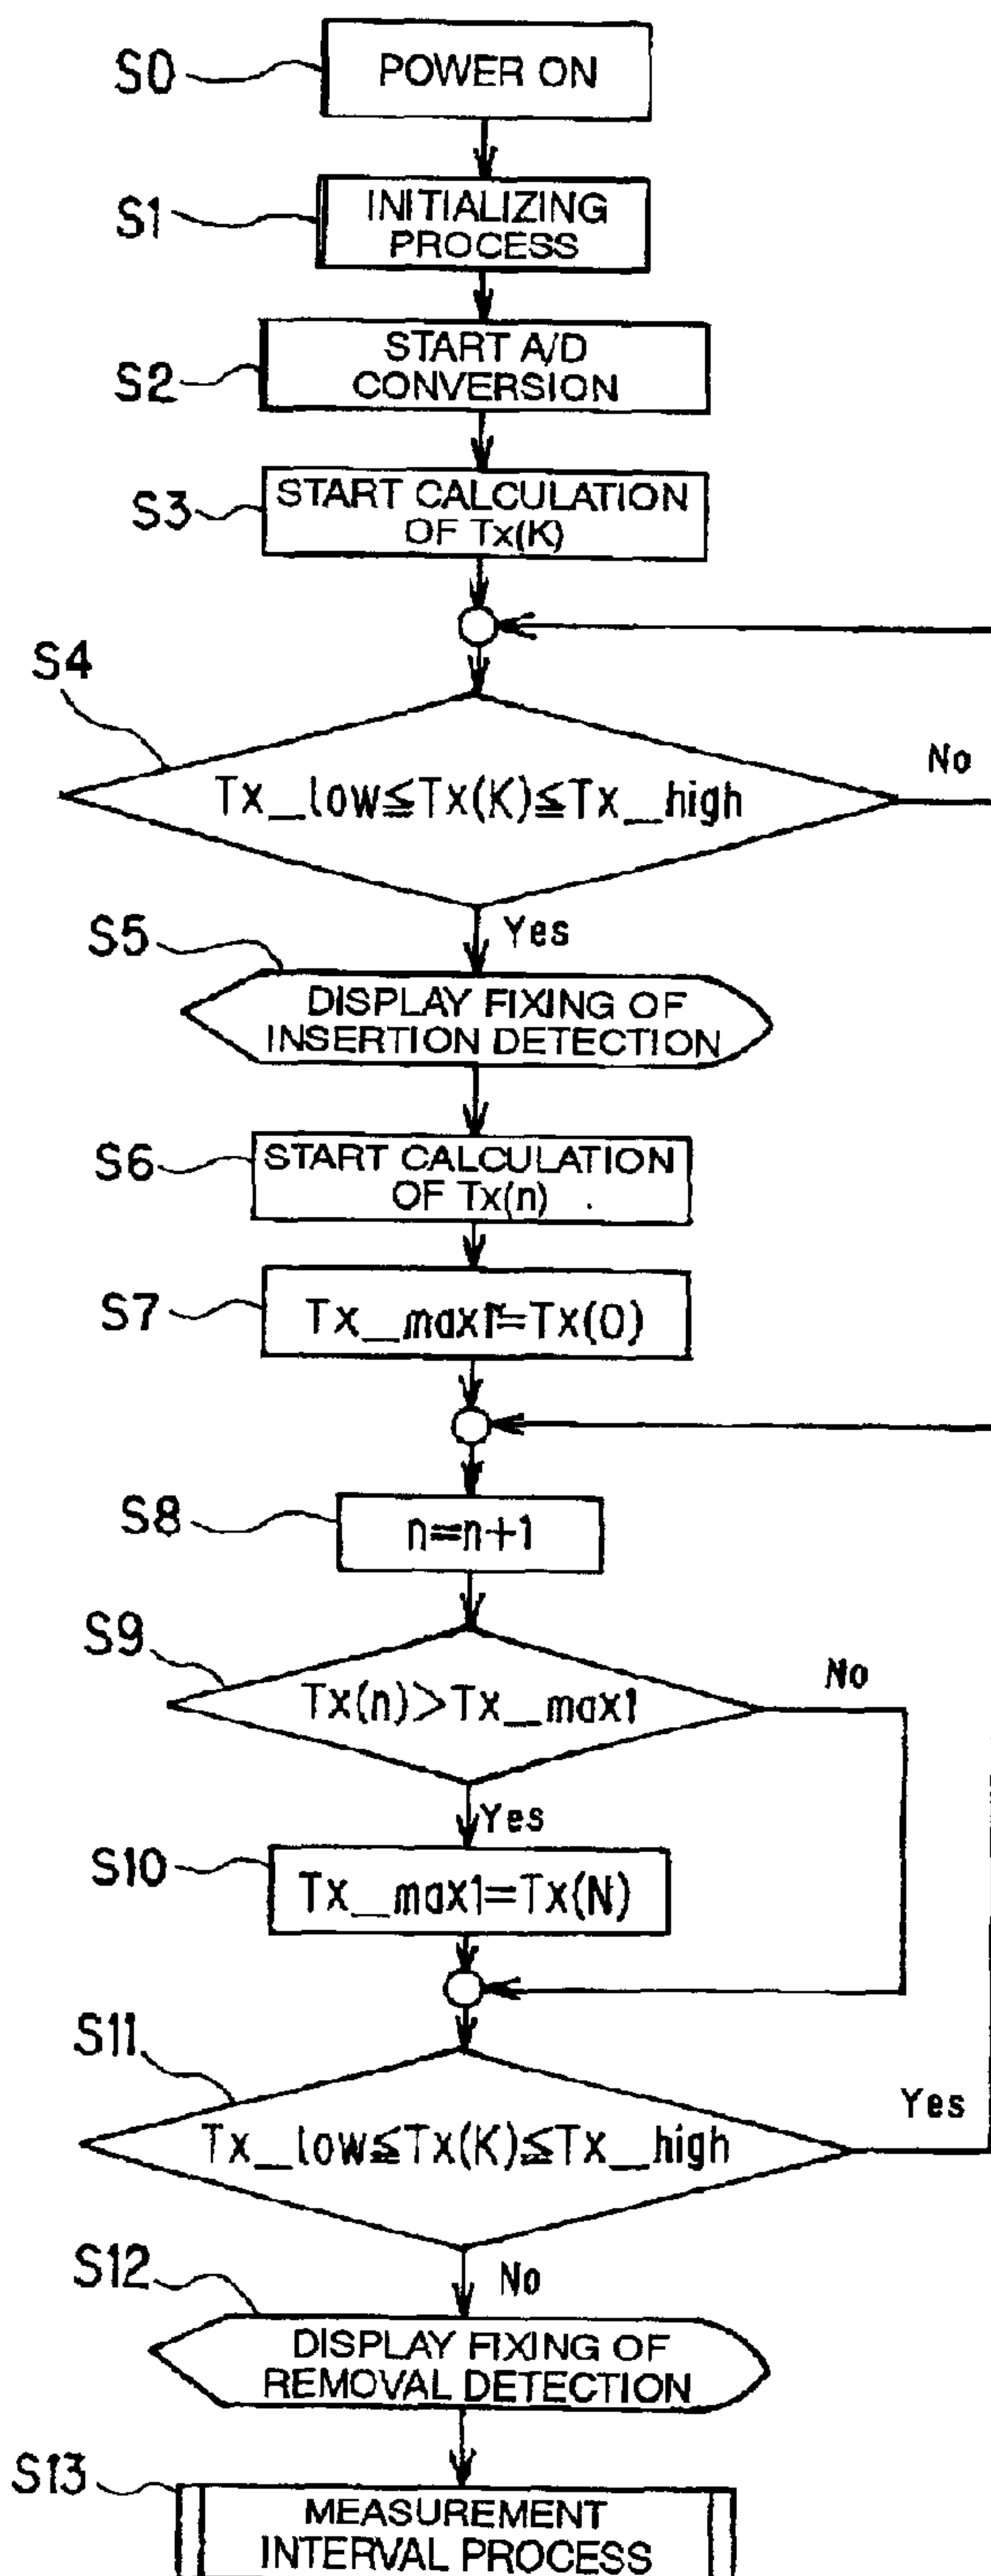 S0
POWER ON
S1
INITIALIZING
PROCESS
S2
START A/D
CONVERSION
S3
START CALCULATION
OF Tx(K)
S4
Tx_low≦Tx(K)≦Tx_high
No
Yes
S5
DISPLAY FIXING OF
INSERTION DETECTION
S6
START CALCULATION
OF Tx(n)
S7
Tx_max1=Tx(0)
S8
n=n+1
S9
Tx(n)>Tx_max1
No
Yes
S10
Tx_max1=Tx(N)
S11
Tx_low≦Tx(K)≦Tx_high
Yes
No
S12
DISPLAY FIXING OF
REMOVAL DETECTION
S13
MEASUREMENT
INTERVAL PROCESS